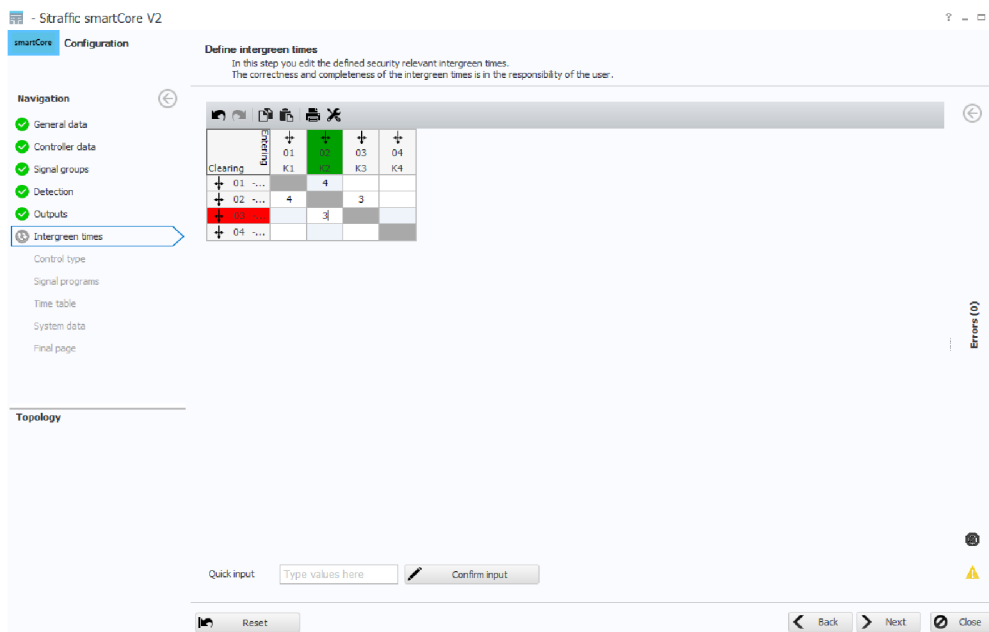 - Sitraffic smartCore V2
smartCore Configuration
Define intergreen times
In this step you edit the defined security relevant intergreen times.
The correctness and completeness of the intergreen times is in the responsibility of the user.
Navigation
General data
Controller data
Signal groups
Detection
Outputs
Intergreen times
Control type
Signal programs
Time table
System data
Final page
Topology
Entering
Clearing
01 02 03 04
K1 K2 K3 K4
01 -... 4
02 -... 4 3
03 -... 3
04 -...
Errors (0)
Quick input Type values here Confirm input
Reset Back Next Close